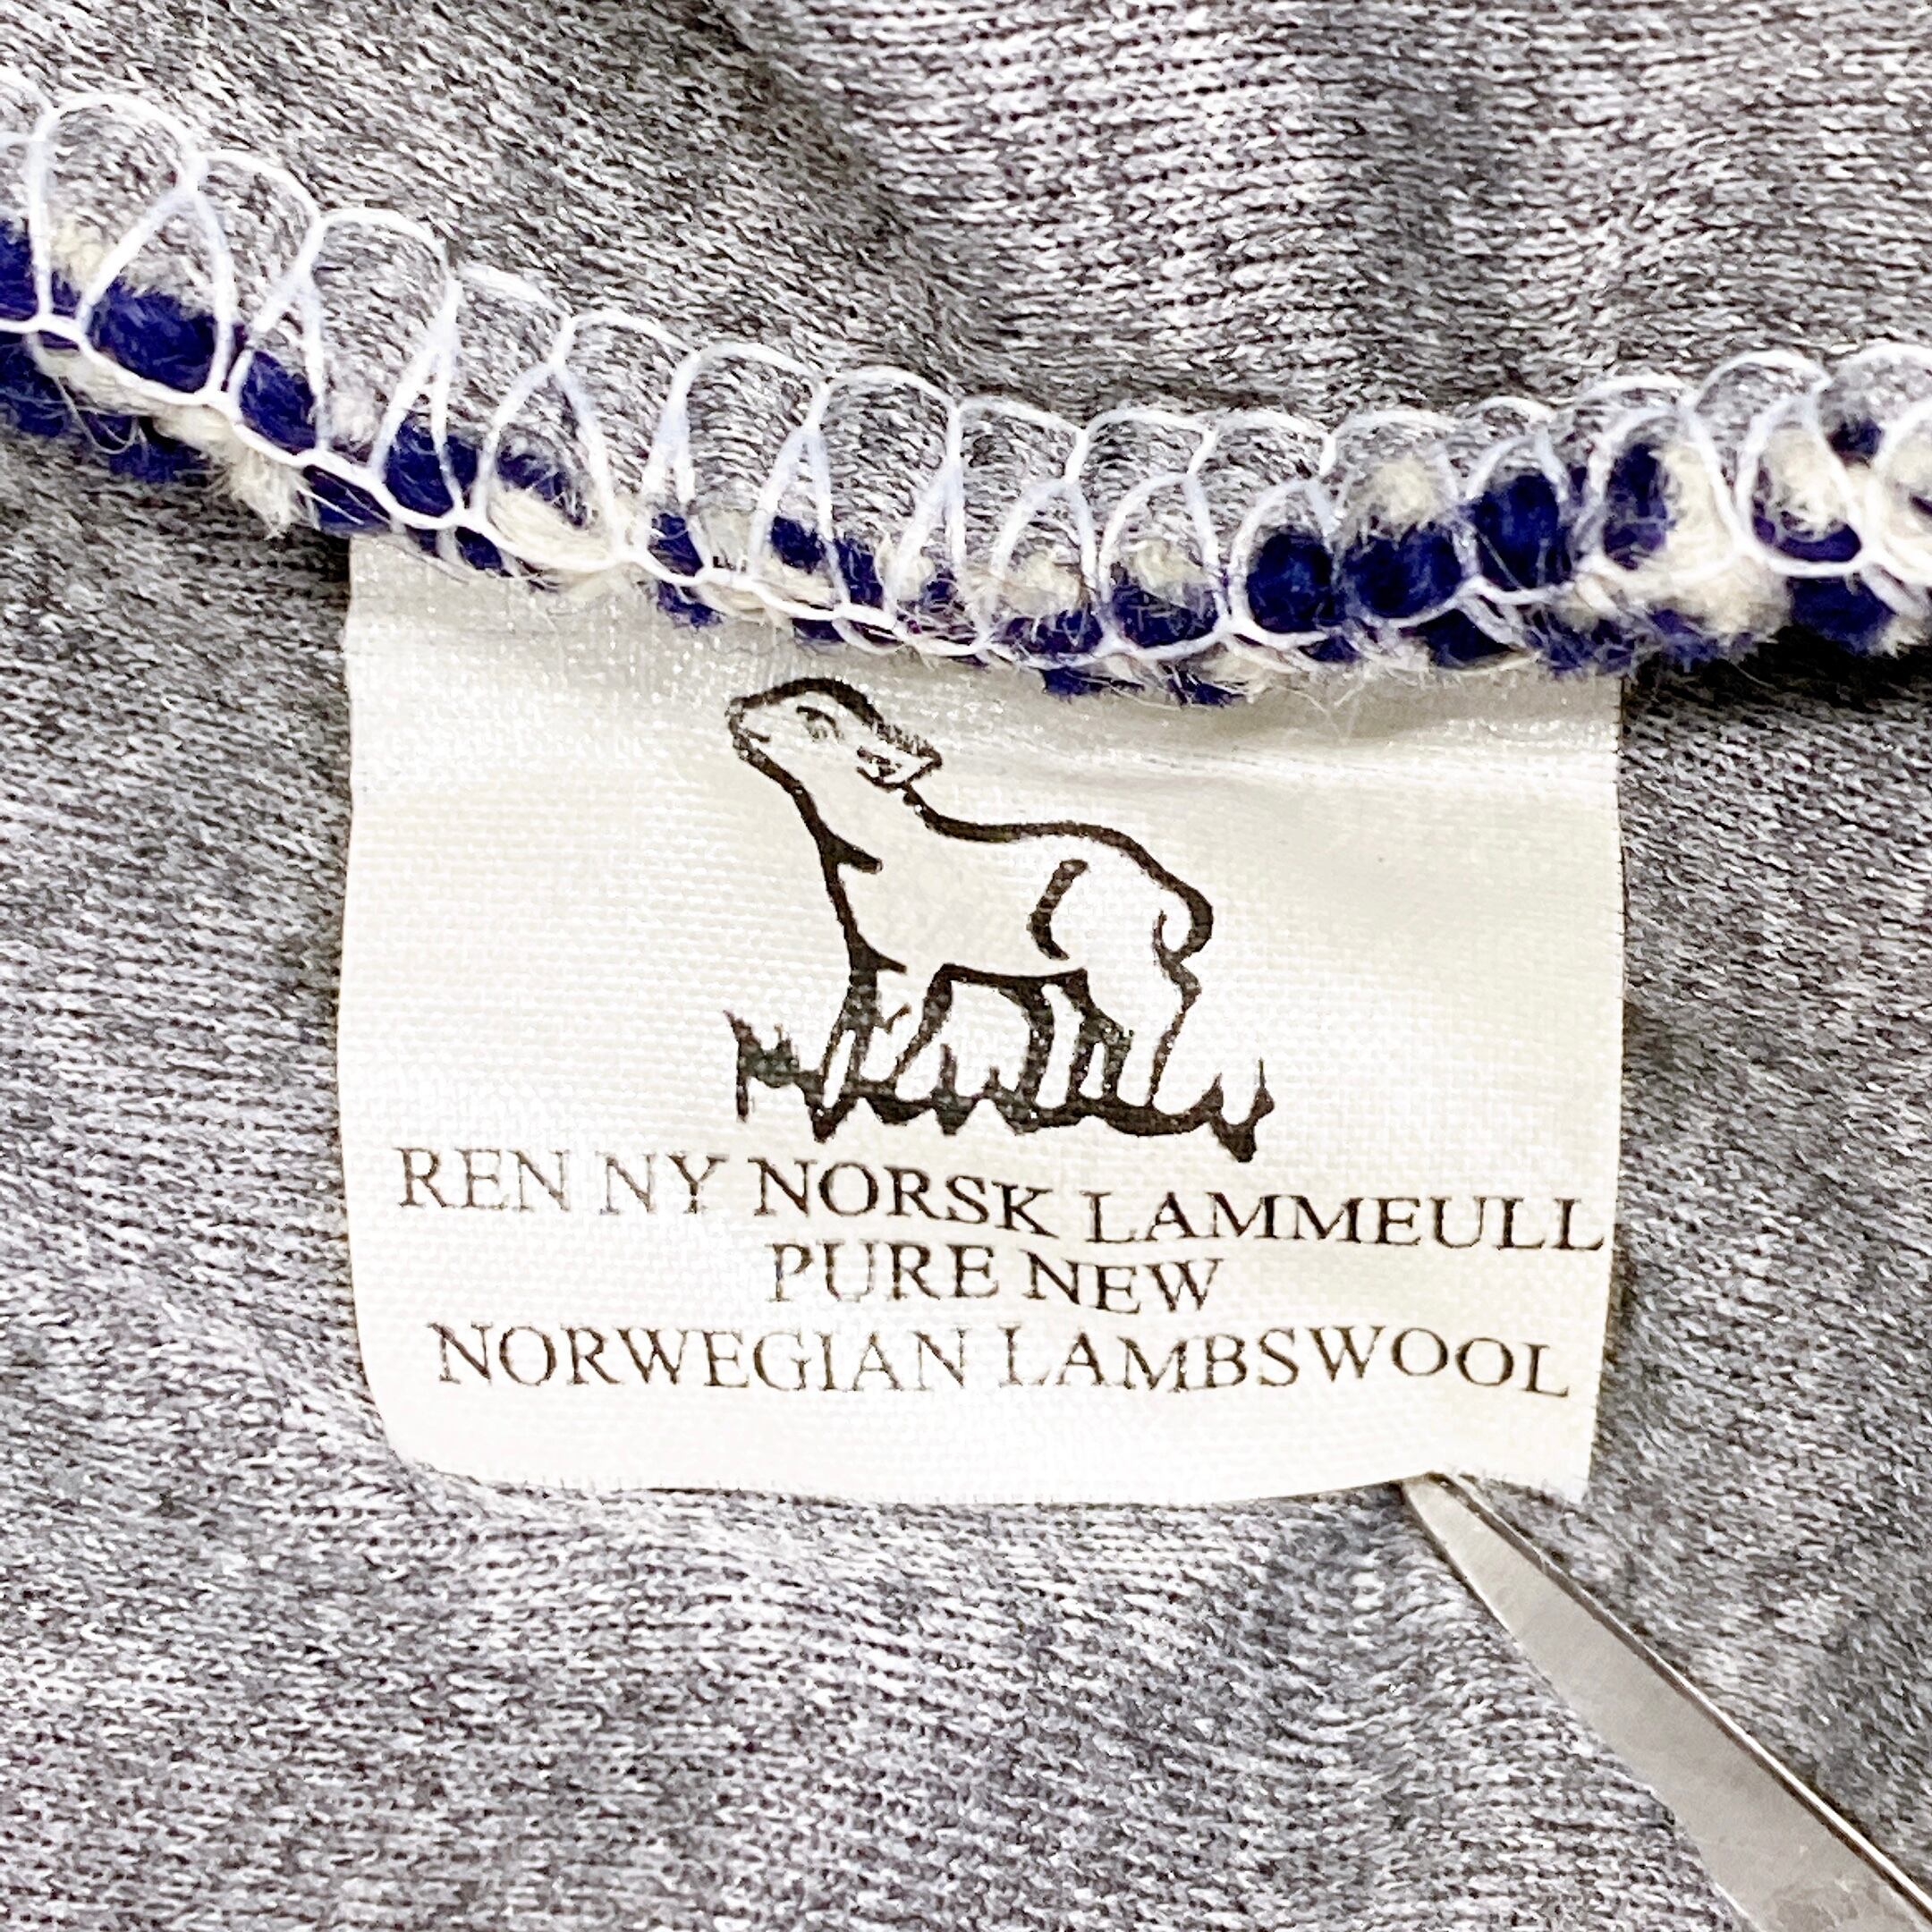 REN NY NORSK LAMMEULL
PURE NEW
NORWEGIAN LAMBSWOOL